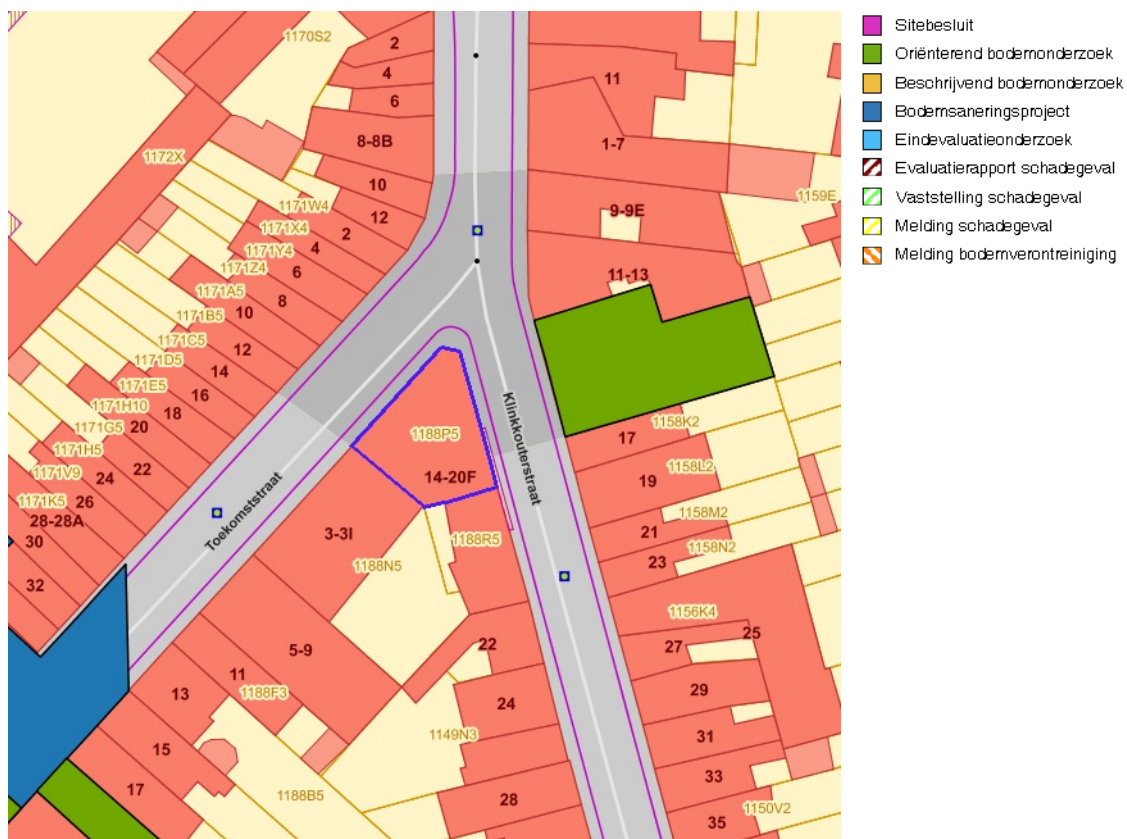 1170S2
2
4
6
8-8B
10
12
11
1-7
9-9E
11-13
1159E
1172X
1171W4
1171X4
1171Y4
1171Z4
1171A5
1171B5
1171C5
1171D5
1171E5
1171H10
1171G5
1171H5
1171V9
1171K5
2
4
6
8
10
12
14
16
18
20
22
24
26
28-28A
30
32
1188P5
14-20F
3-3I
1188N5
1188R5
Toekomststraat
Klinkkouterstraat
17
1158K2
19
1158L2
21
1158M2
23
1158N2
1156K4
25
27
29
31
33
35
1150V2
5-9
11
1188F3
13
15
17
1188B5
22
24
1149N3
28
Sitebesluit
Oriënterend bodemonderzoek
Beschrijvend bodemonderzoek
Bodemsaneringsproject
Eindevaluatieonderzoek
Evaluatierapport schadegeval
Vaststelling schadegeval
Melding schadegeval
Melding bodemverontreiniging